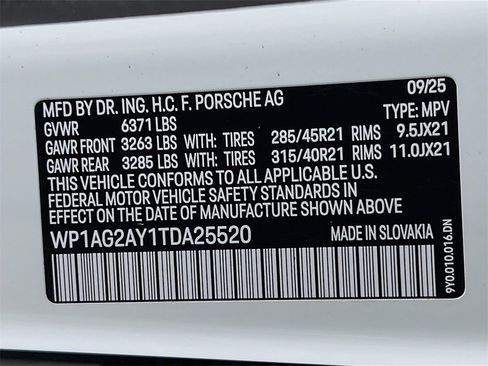 09/25
MFD BY DR. ING. H.C. F. PORSCHE AG
TYPE: MPV
GVWR 6371 LBS
GAWR FRONT 3263 LBS WITH: TIRES 285/45R21 RIMS 9.5JX21
GAWR REAR 3285 LBS WITH: TIRES 315/40R21 RIMS 11.0JX21
THIS VEHICLE CONFORMS TO ALL APPLICABLE U.S.
FEDERAL MOTOR VEHICLE SAFETY STANDARDS IN
EFFECT ON THE DATE OF MANUFACTURE SHOWN ABOVE.
WP1AG2AY1TDA25520 MADE IN SLOVAKIA
9Y0.010.016.DN